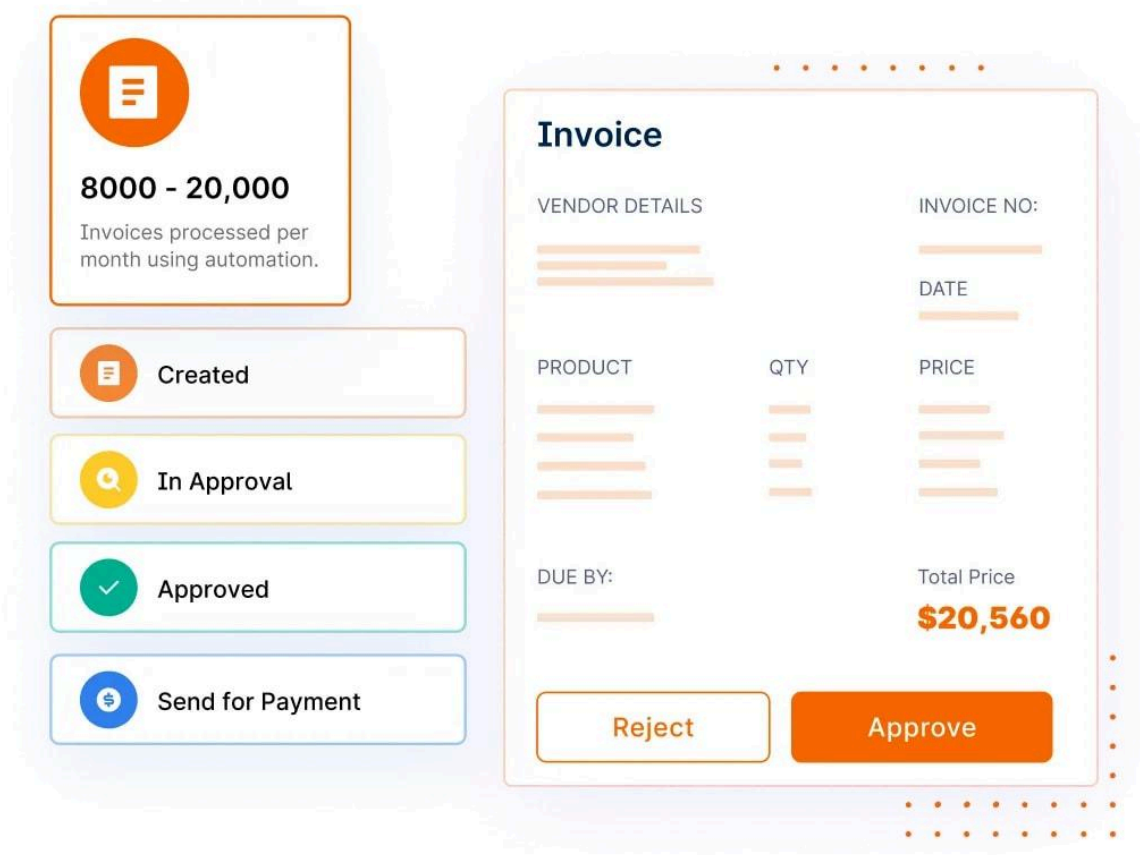 8000 - 20,000
Invoices processed per
month using automation.
Created
In Approval
Approved
Send for Payment
Invoice
VENDOR DETAILS
INVOICE NO:
DATE
PRODUCT
QTY
PRICE
DUE BY:
Total Price
$20,560
Reject
Approve